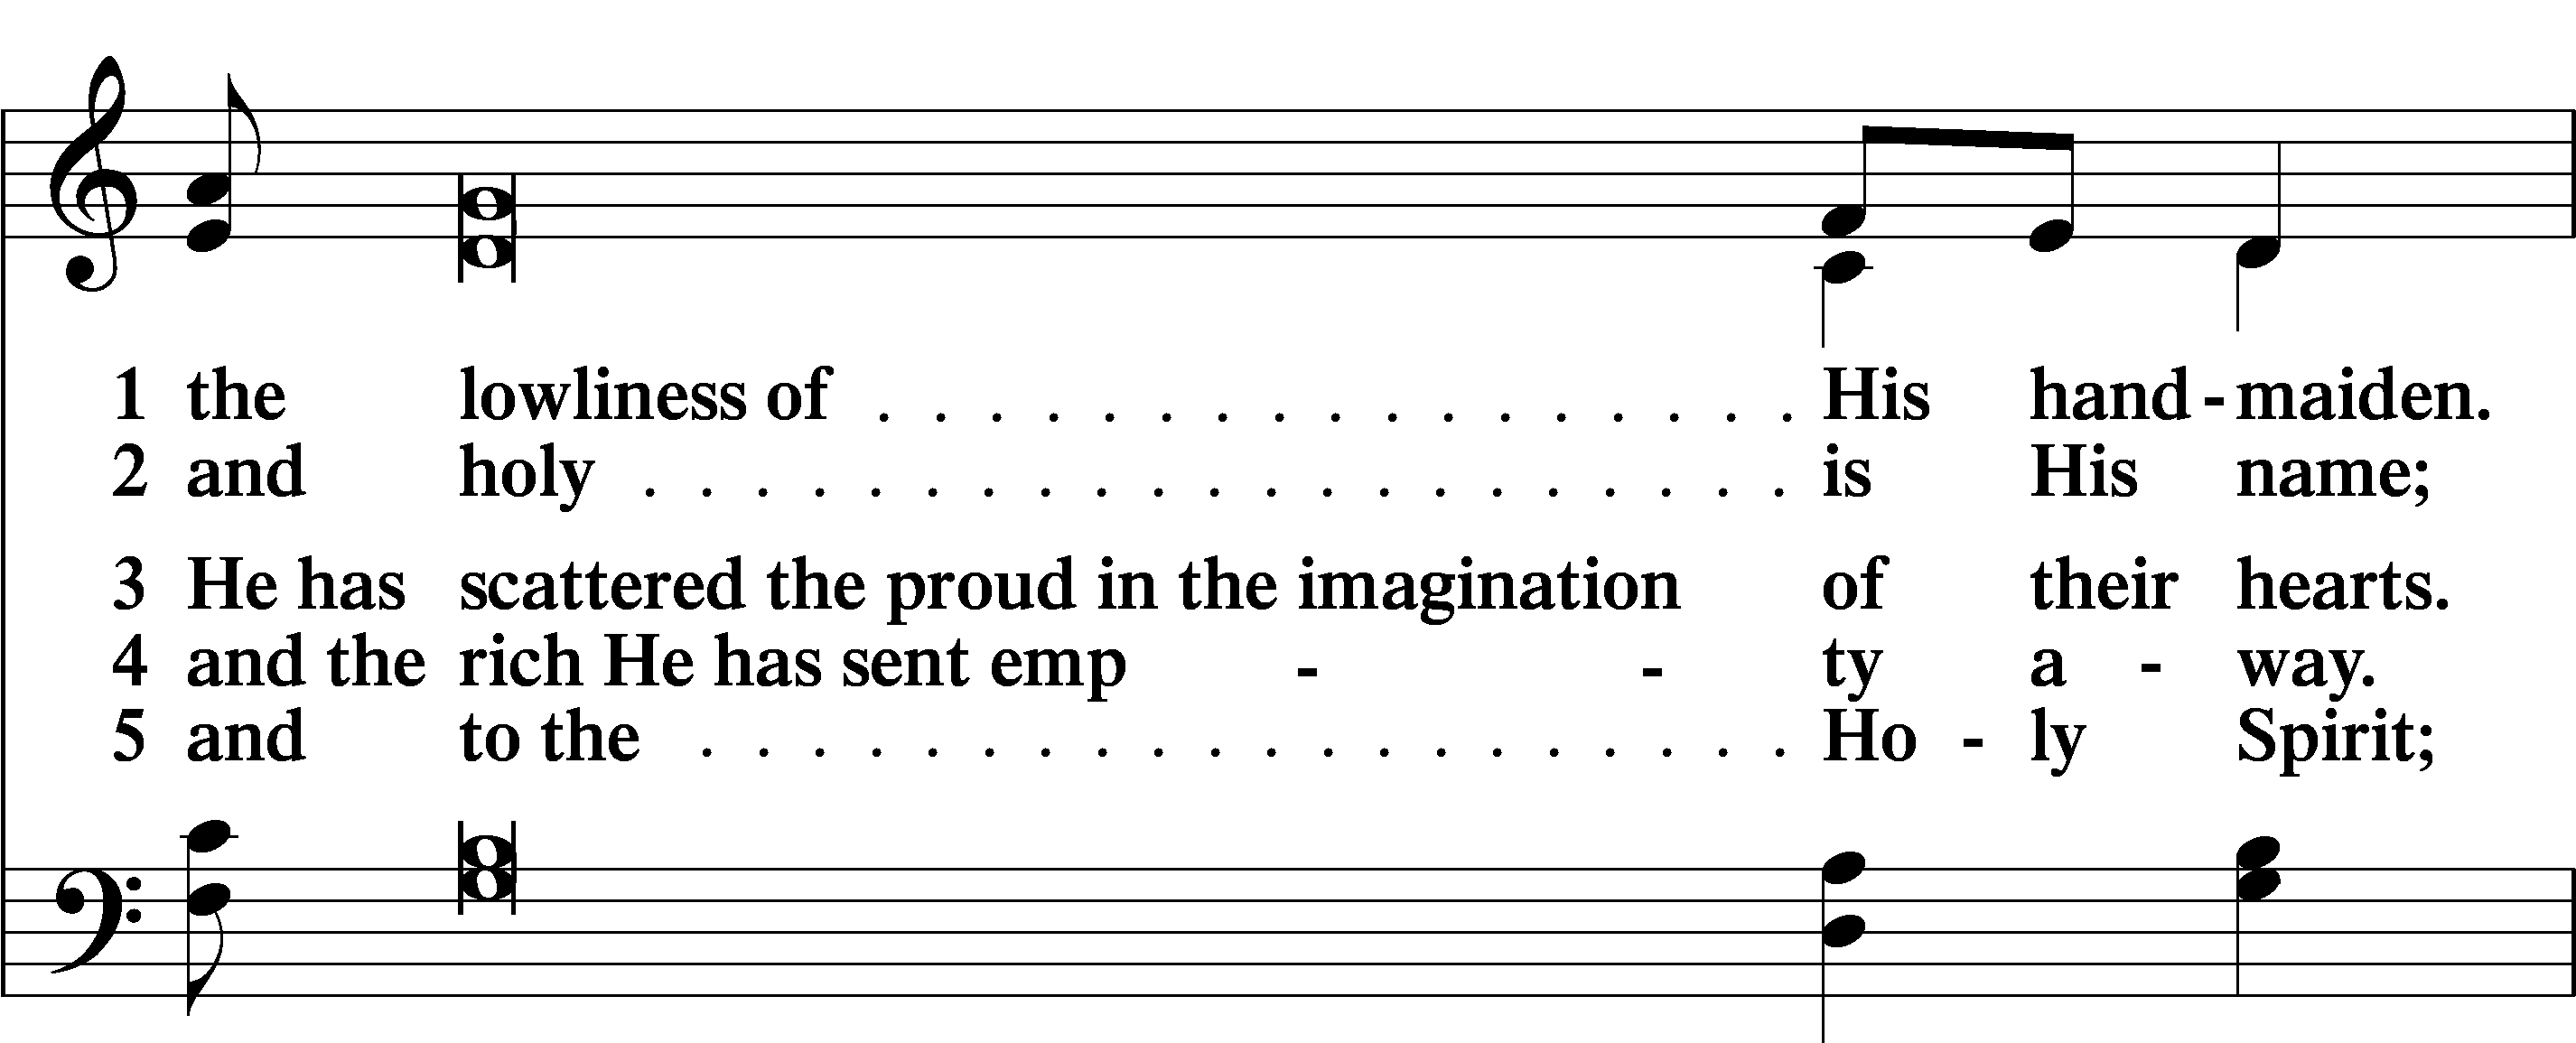 1 the lowliness of . . . . . . . . . . . . . . . . . His hand - maiden.
2 and holy . . . . . . . . . . . . . . . . . . . . . is His name;
3 He has scattered the proud in the imagination of their hearts.
4 and the rich He has sent emp - - ty a - way.
5 and to the . . . . . . . . . . . . . . . . . . . . Ho - ly Spirit;